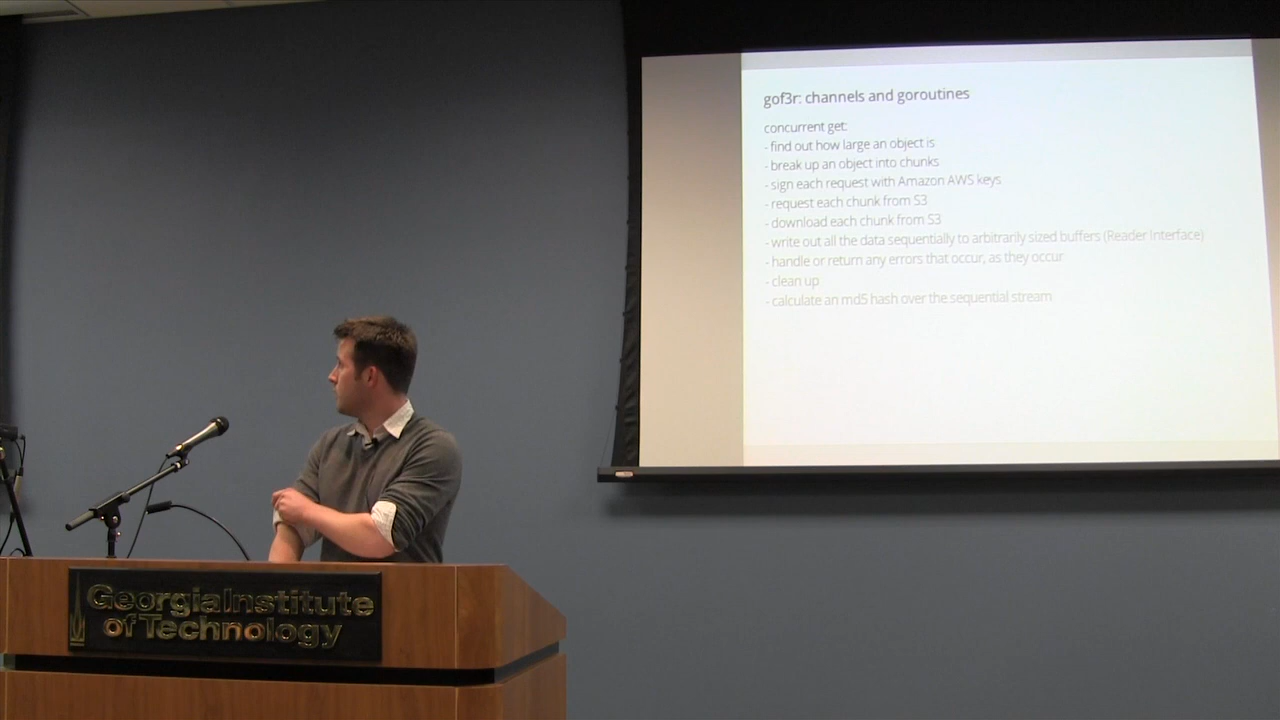 gof3r: channels and goroutines
concurrent get:
- find out how large an object is
- break up an object into chunks
- sign each request with Amazon AWS keys
- request each chunk from S3
- download each chunk from S3
- write out all the data sequentially to arbitrarily sized buffers (Reader Interface)
- handle or return any errors that occur, as they occur
- clean up
- calculate an md5 hash over the sequential stream
Georgia Institute
of Technology